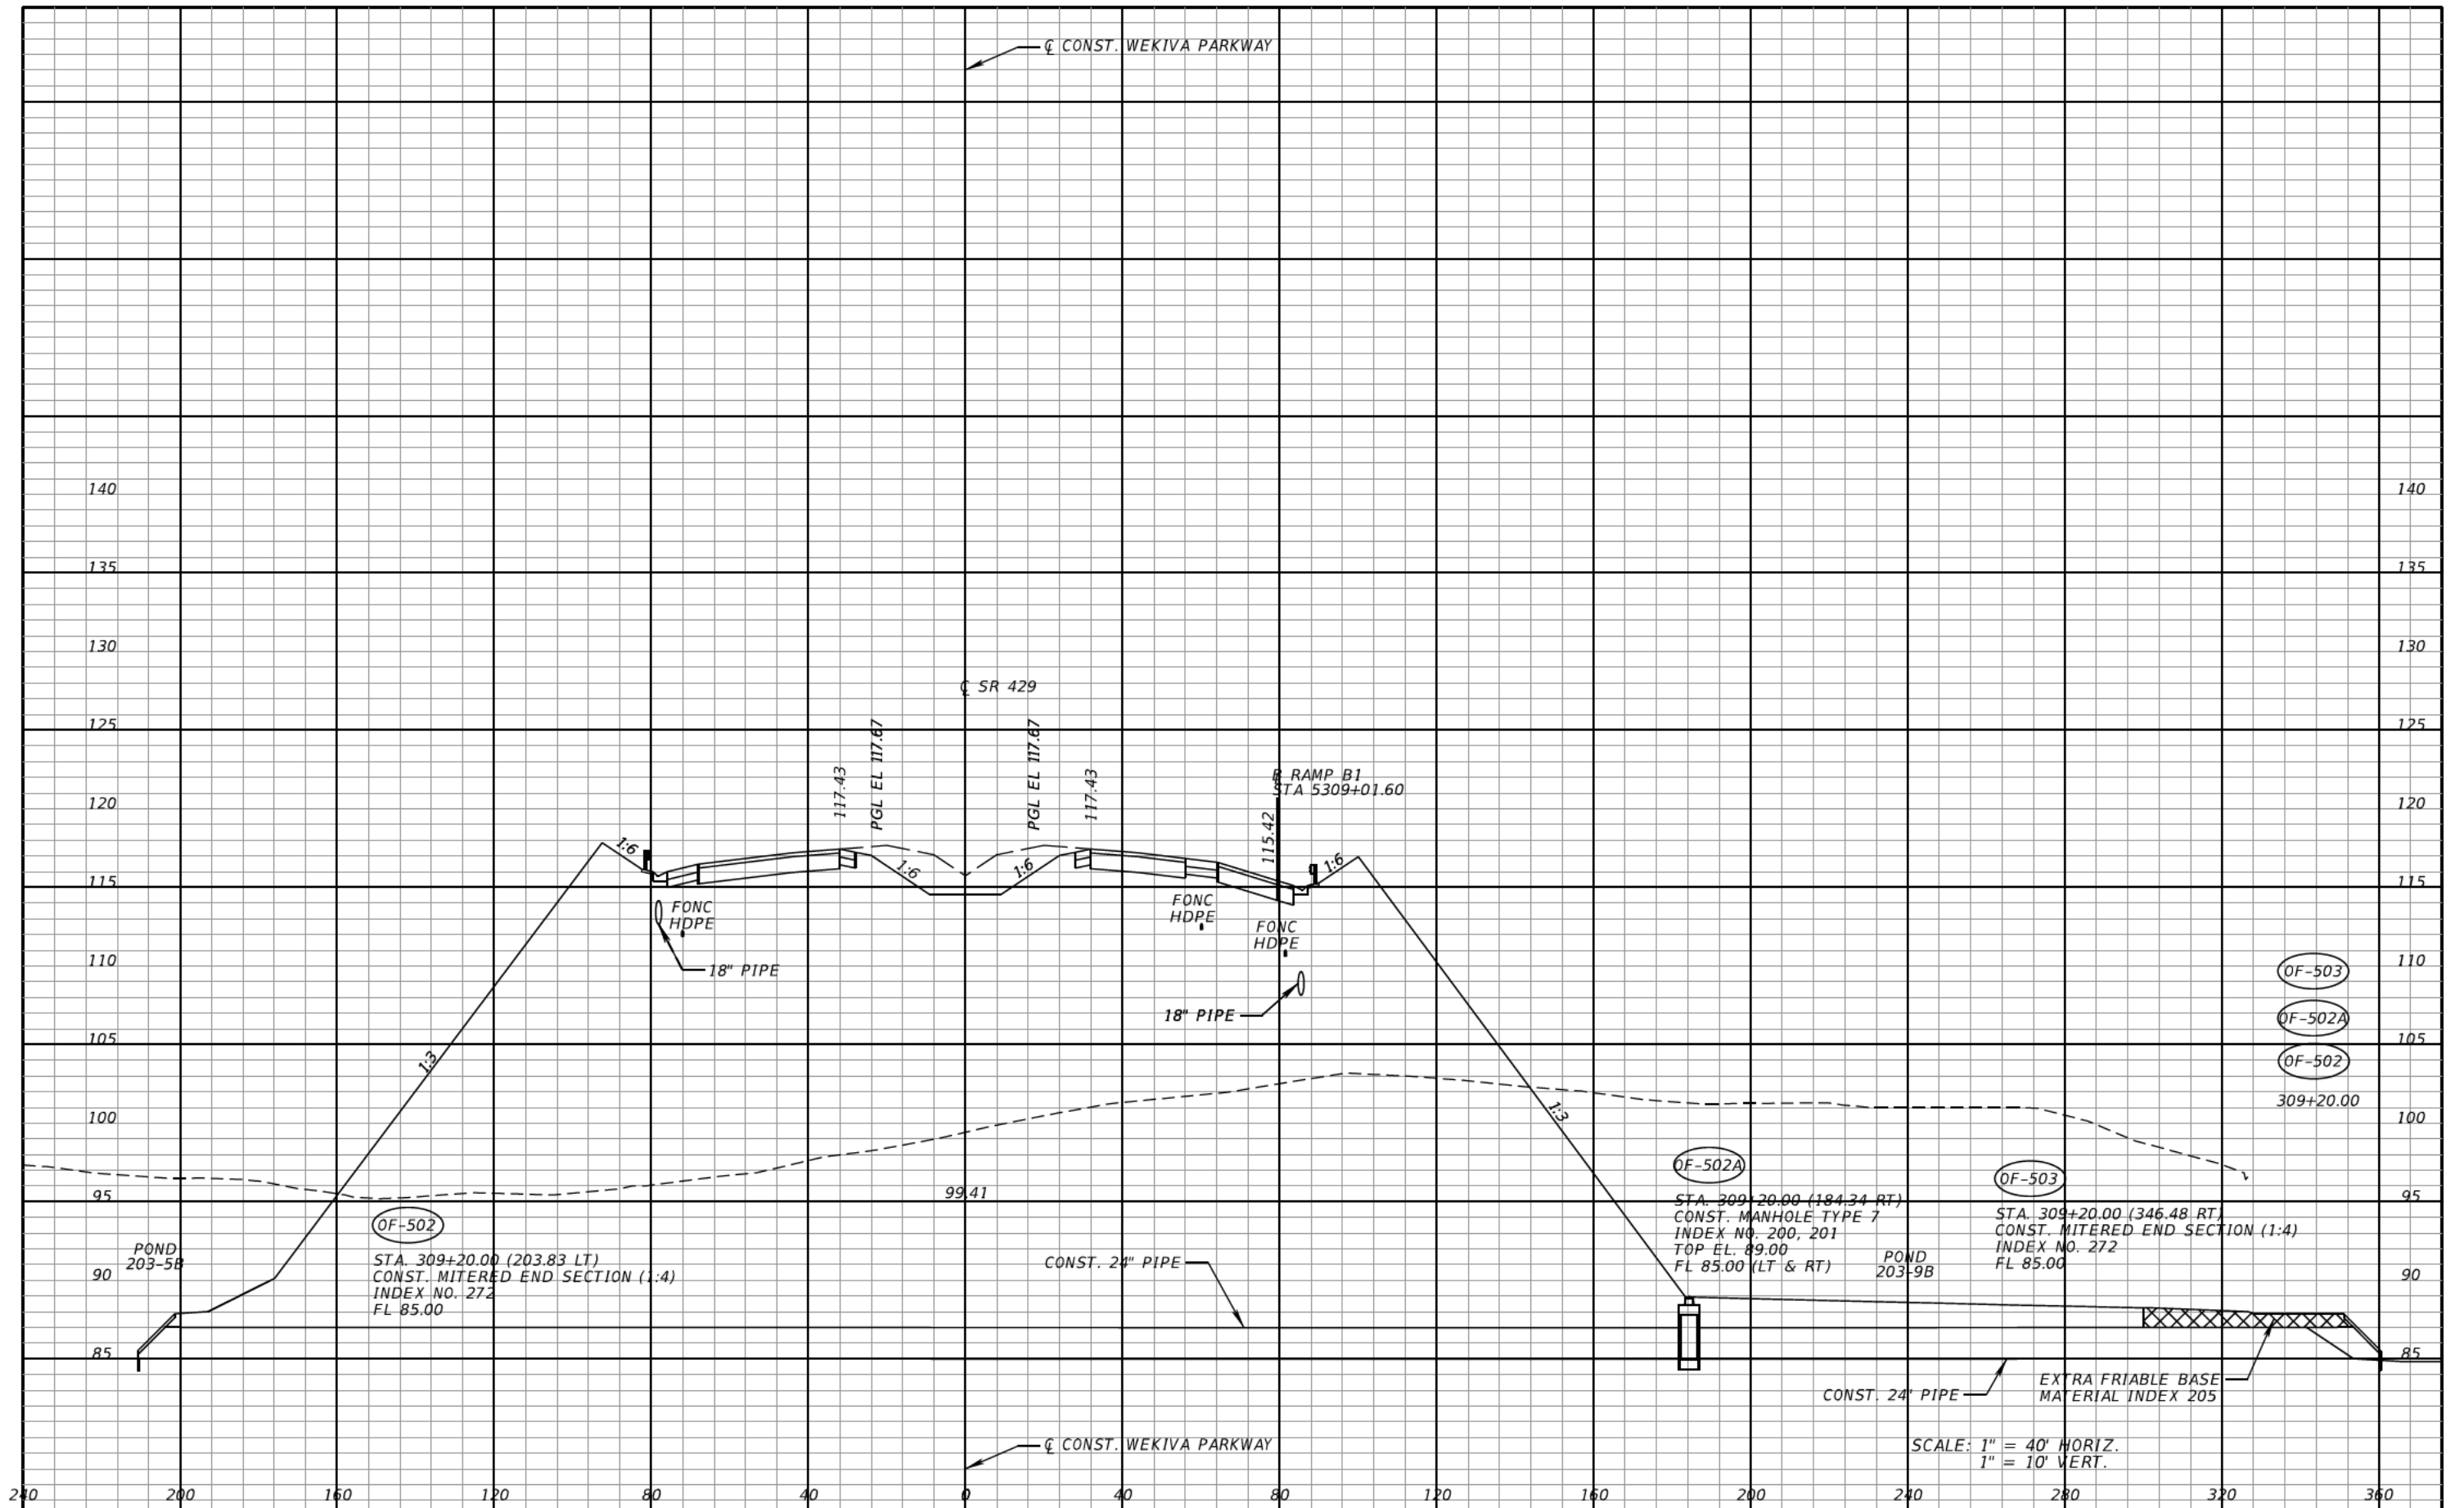 ℄ CONST. WEKIVA PARKWAY
140
140
135
135
130
130
℄ SR 429
125
125
117.43
PGL EL 117.67
PGL EL 117.67
117.43
115.42
RAMP B1
STA 5309+01.60
120
120
1:6
1:6
1:6
1:6
115
115
FONC
HDPE
18" PIPE
FONC
HDPE
FONC
HDPE
18" PIPE
110
110
OF-503
OF-502A
OF-502
309+20.00
105
105
1:3
1:3
100
100
95
95
99.41
OF-502
STA. 309+20.00 (203.83 LT)
CONST. MITERED END SECTION (1:4)
INDEX NO. 272
FL 85.00
POND
203-5B
OF-502A
STA. 309+20.00 (184.34 RT)
CONST. MANHOLE TYPE 7
INDEX NO. 200, 201
TOP EL. 89.00
FL 85.00 (LT & RT)
OF-503
STA. 309+20.00 (346.48 RT)
CONST. MITERED END SECTION (1:4)
INDEX NO. 272
FL 85.00
POND
203-9B
CONST. 24" PIPE
90
90
85
85
CONST. 24" PIPE
EXTRA FRIABLE BASE
MATERIAL INDEX 205
℄ CONST. WEKIVA PARKWAY
SCALE: 1" = 40' HORIZ.
1" = 10' VERT.
240 200 160 120 80 40 0 40 80 120 160 200 240 280 320 360